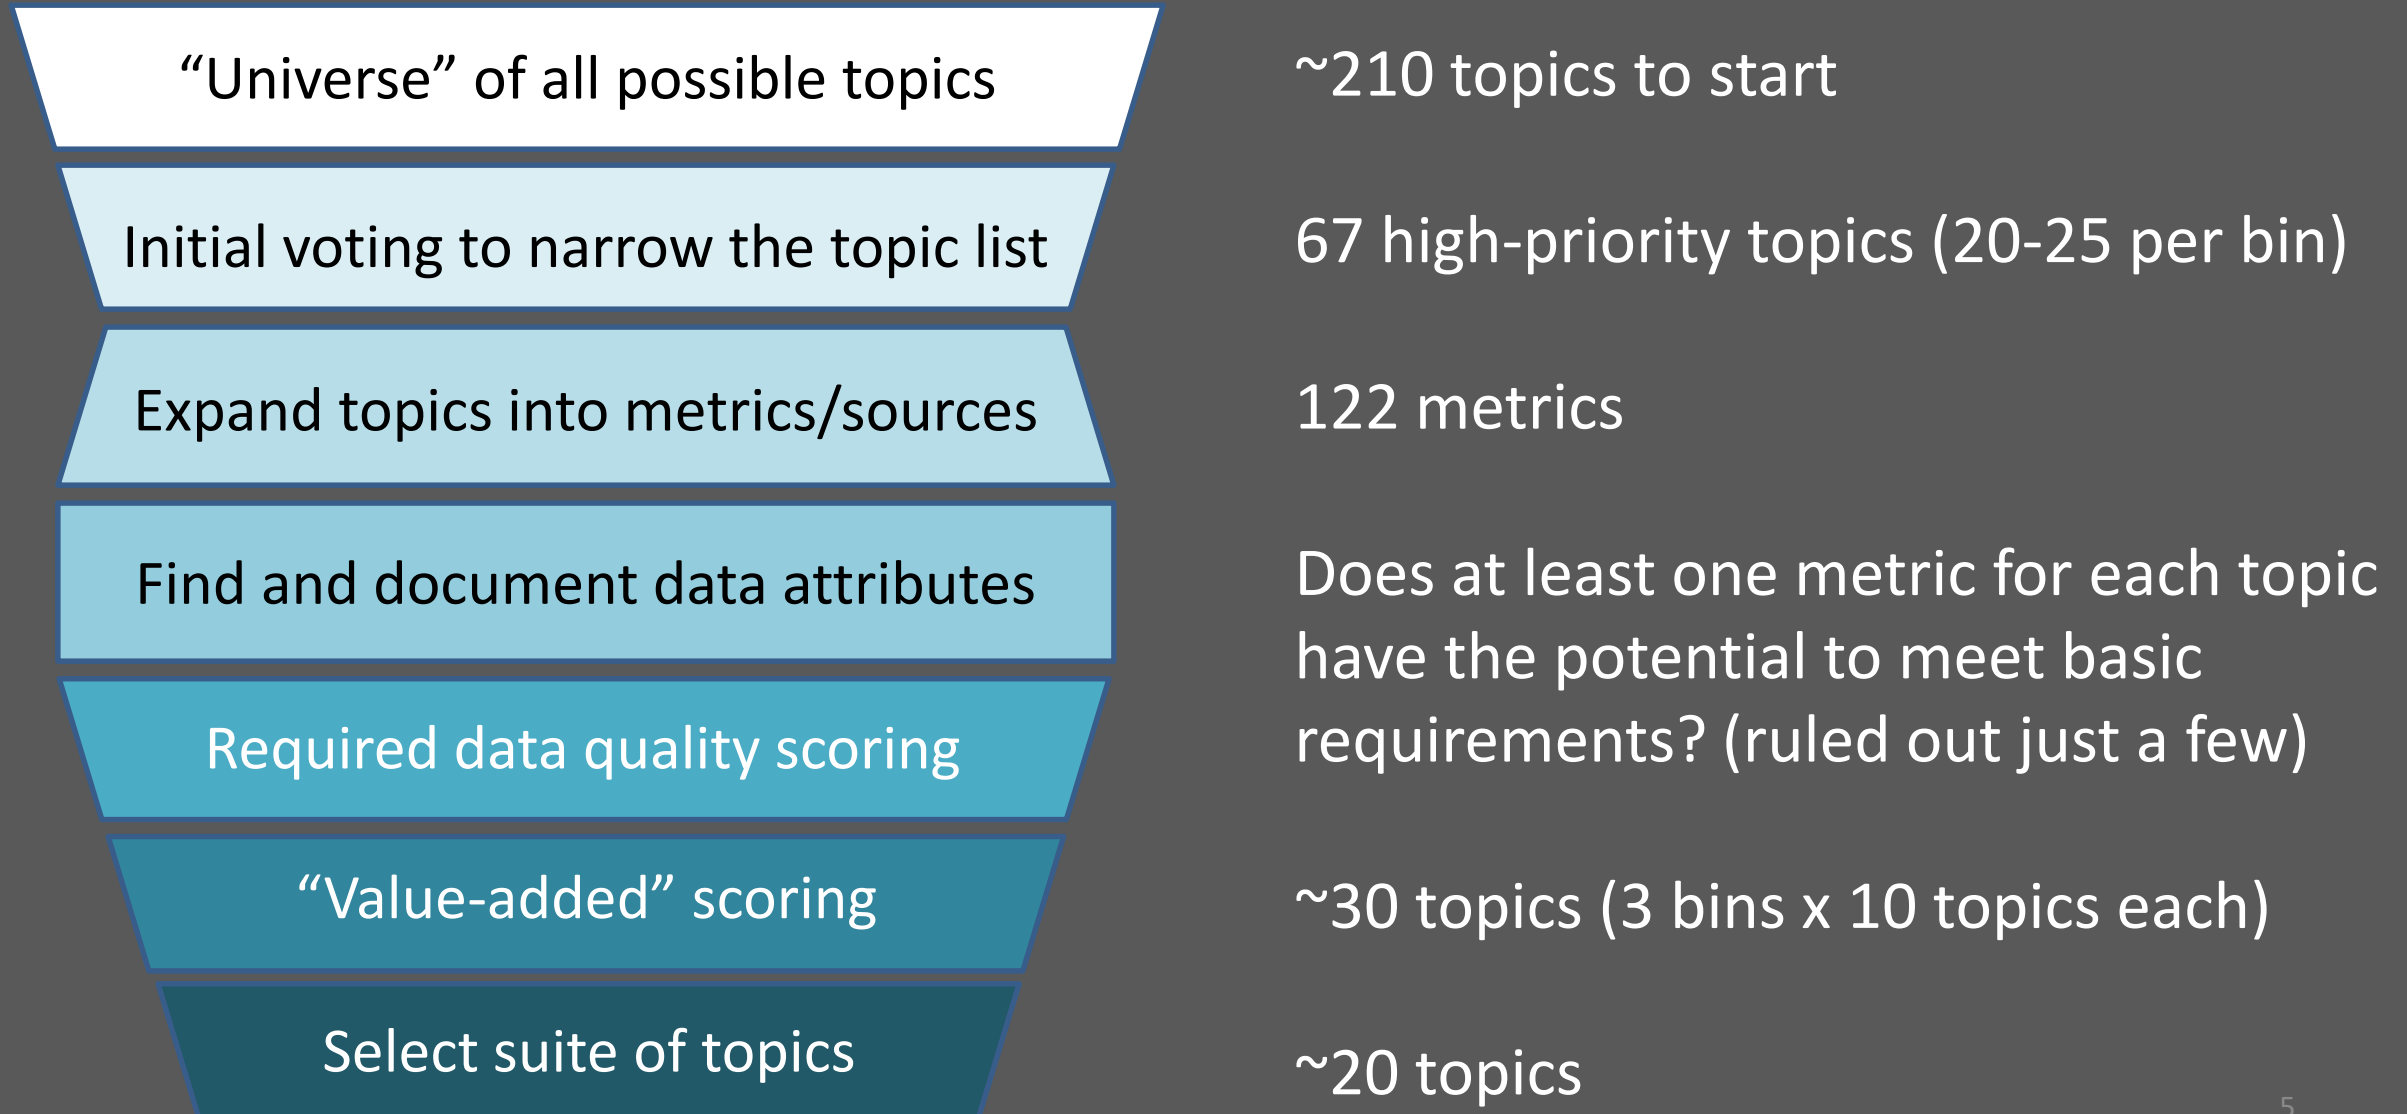 “Universe” of all possible topics
~210 topics to start
Initial voting to narrow the topic list
67 high-priority topics (20-25 per bin)
Expand topics into metrics/sources
122 metrics
Find and document data attributes
Does at least one metric for each topic
have the potential to meet basic
requirements? (ruled out just a few)
Required data quality scoring
“Value-added” scoring
~30 topics (3 bins x 10 topics each)
Select suite of topics
~20 topics
5